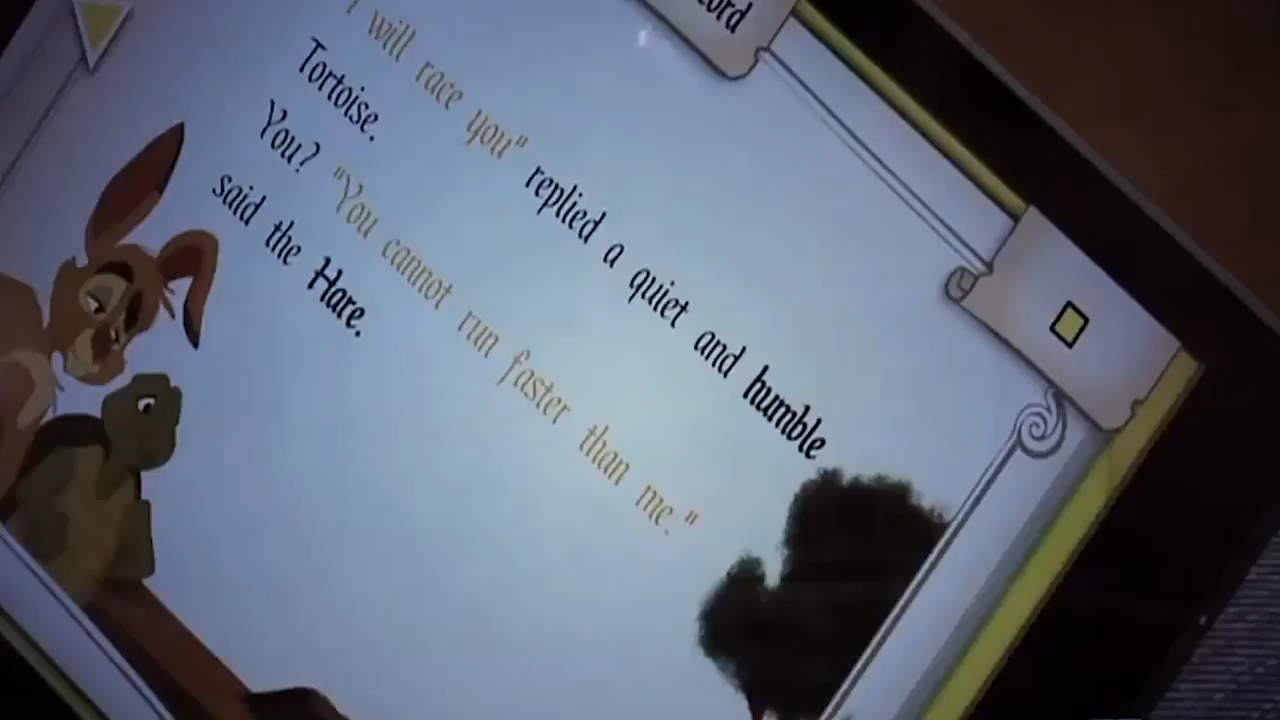 I will race you" replied a quiet and humble
Tortoise.
You? "You cannot run faster than me."
said the Hare.